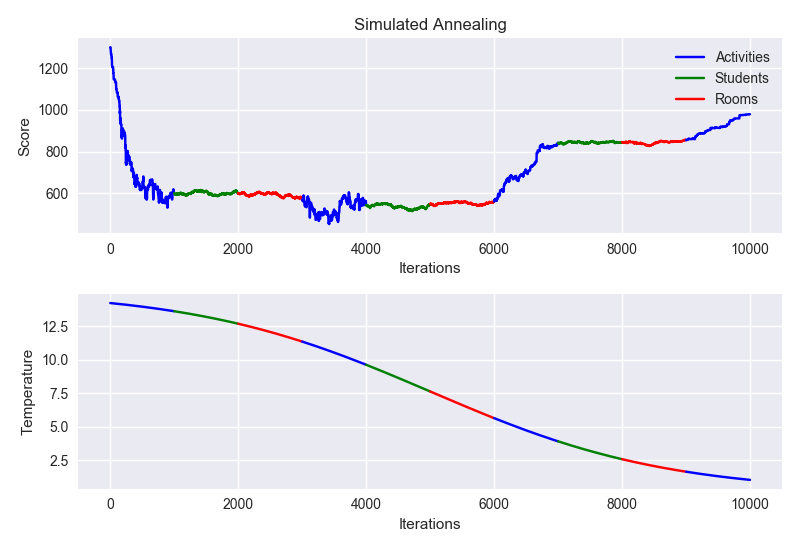 Simulated Annealing
Score
1200
1000
800
600
Activities
Students
Rooms
0 2000 4000 6000 8000 10000
Iterations
Temperature
12.5
10.0
7.5
5.0
2.5
0 2000 4000 6000 8000 10000
Iterations